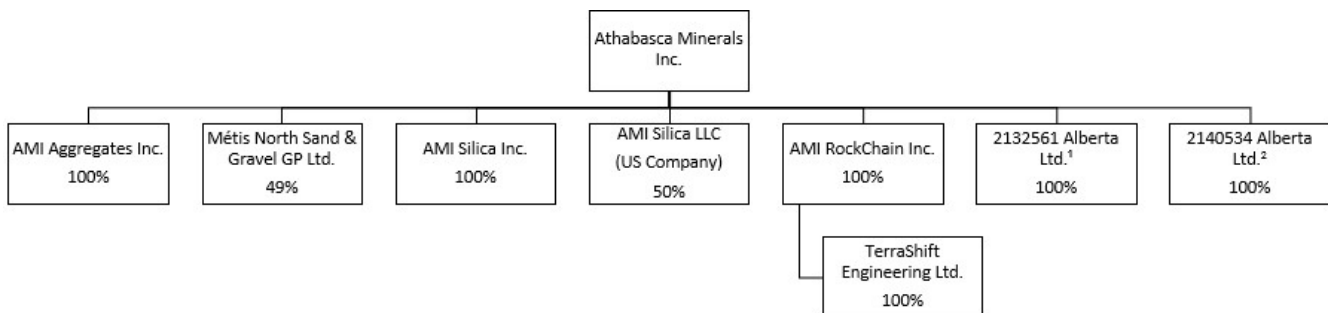 Athabasca Minerals
Inc.
AMI Aggregates Inc.
100%
Métis North Sand &
Gravel GP Ltd.
49%
AMI Silica Inc.
100%
AMI Silica LLC
(US Company)
50%
AMI RockChain Inc.
100%
2132561 Alberta
Ltd.¹
100%
2140534 Alberta
Ltd.²
100%
TerraShift
Engineering Ltd.
100%